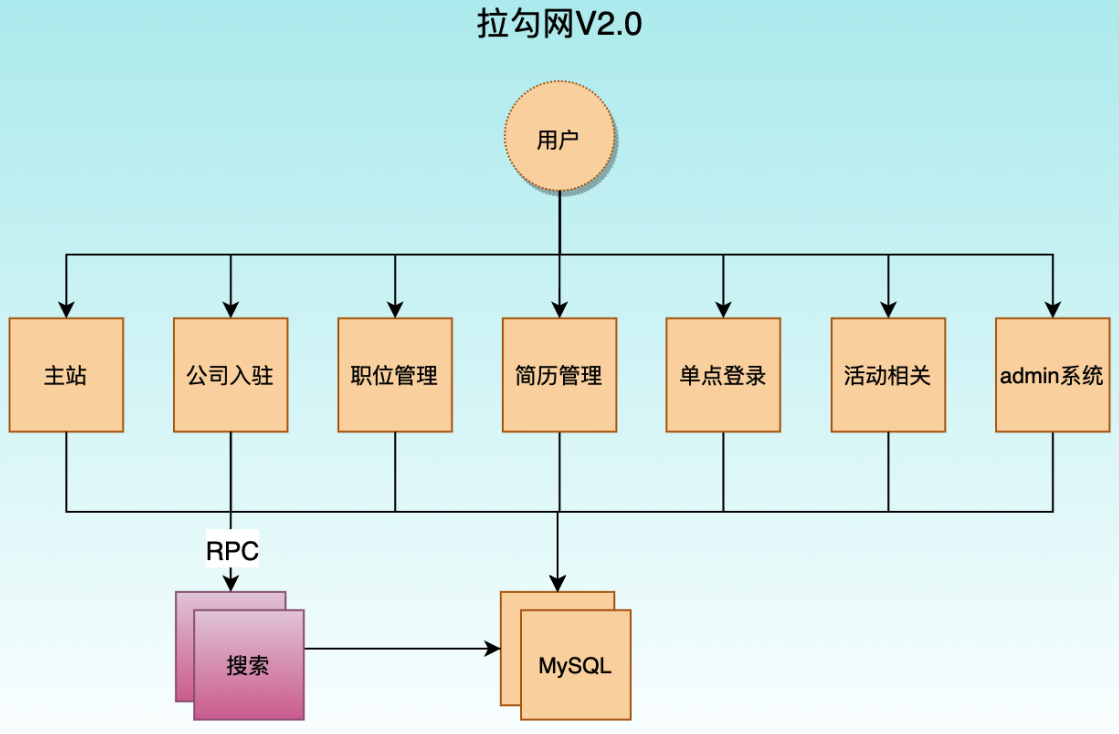 拉勾网V2.0
用户
主站
公司入驻
职位管理
简历管理
单点登录
活动相关
admin系统
RPC
搜索
MySQL